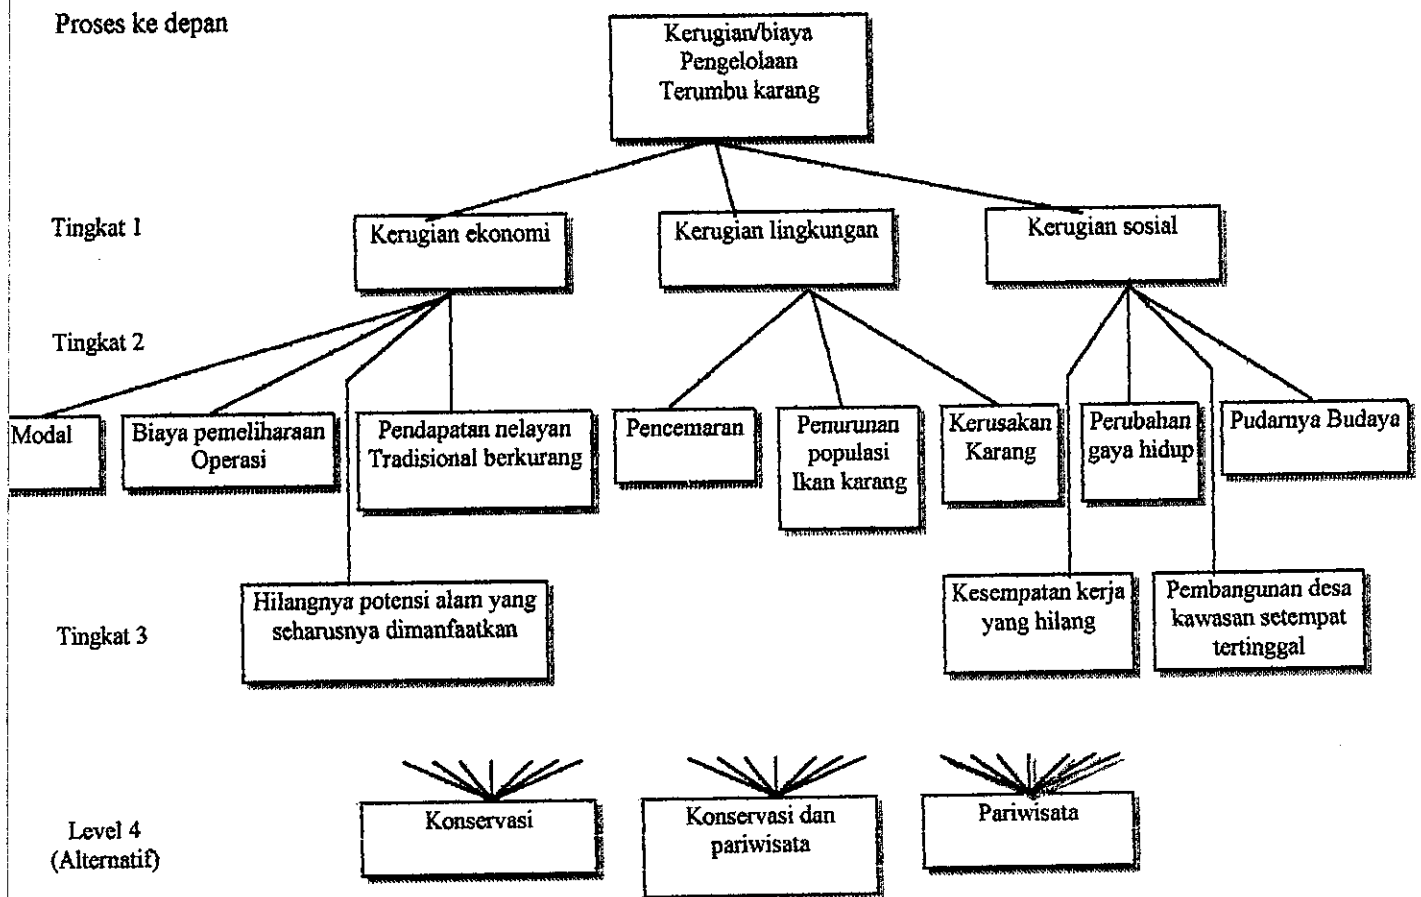 Proses ke depan
Kerugian/biaya
Pengelolaan
Terumbu karang
Tingkat 1
Kerugian ekonomi
Kerugian lingkungan
Kerugian sosial
Tingkat 2
Modal
Biaya pemeliharaan
Operasi
Pendapatan nelayan
Tradisional berkurang
Pencemaran
Penurunan
populasi
Ikan karang
Kerusakan
Karang
Perubahan
gaya hidup
Pudarnya Budaya
Tingkat 3
Hilangnya potensi alam yang
seharusnya dimanfaatkan
Kesempatan kerja
yang hilang
Pembangunan desa
kawasan setempat
tertinggal
Level 4
(Alternatif)
Konservasi
Konservasi dan
pariwisata
Pariwisata